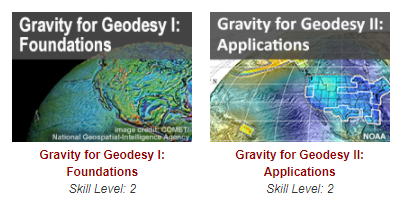 Gravity for Geodesy I:
Foundations
image credit: COMET/
National Geospatial-Intelligence Agency
Gravity for Geodesy I:
Foundations
Skill Level: 2
Gravity for Geodesy II:
Applications
NOAA
Gravity for Geodesy II:
Applications
Skill Level: 2